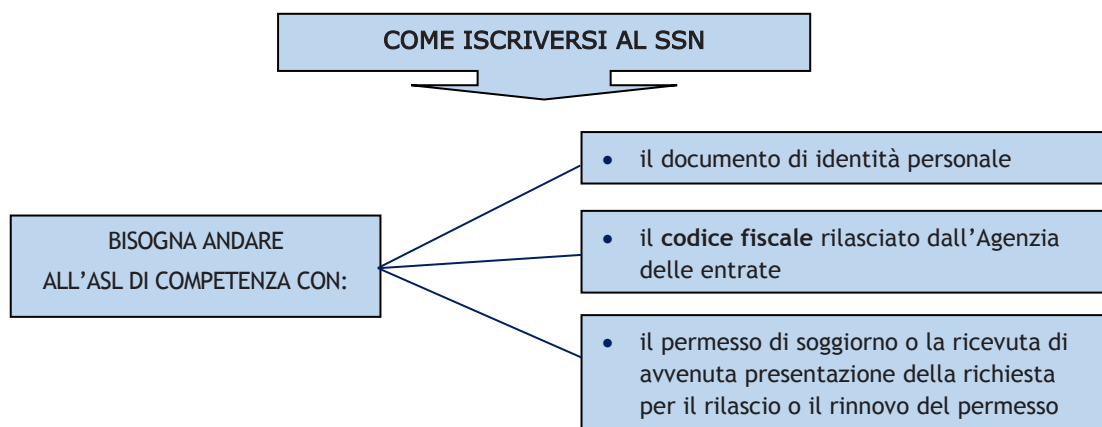 COME ISCRIVERSI AL SSN
BISOGNA ANDARE
ALL'ASL DI COMPETENZA CON:
• il documento di identità personale
• il codice fiscale rilasciato dall'Agenzia
delle entrate
• il permesso di soggiorno o la ricevuta di
avvenuta presentazione della richiesta
per il rilascio o il rinnovo del permesso